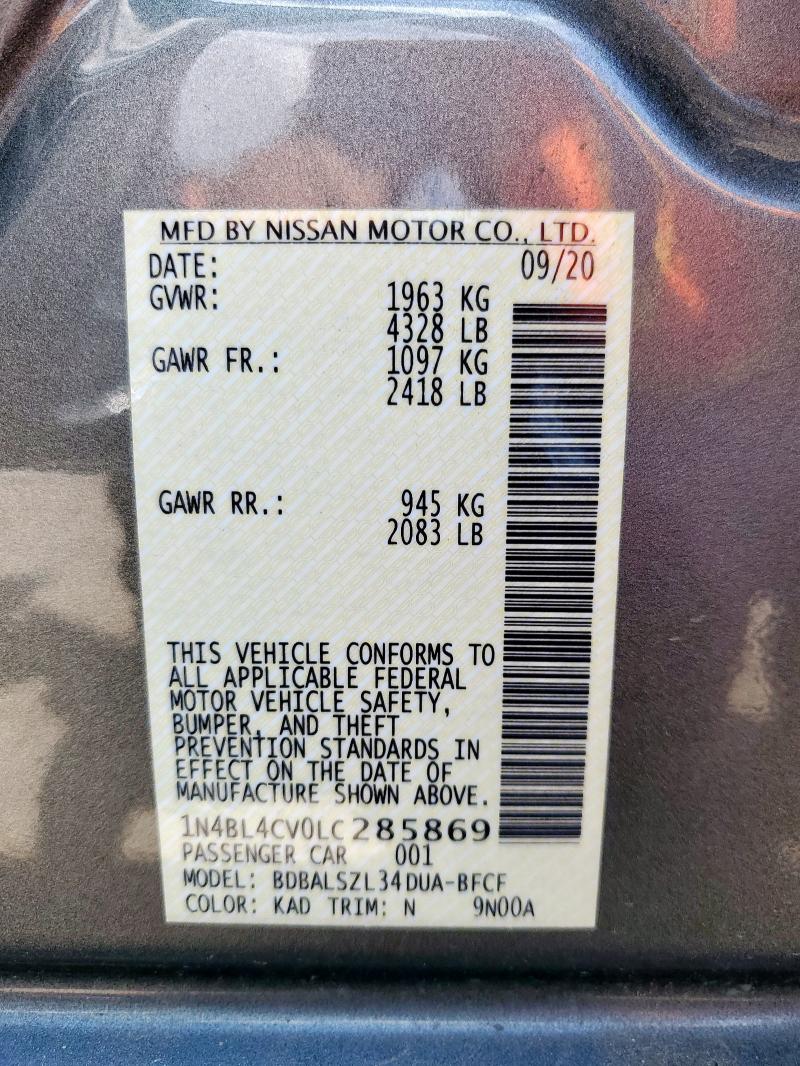 MFD BY NISSAN MOTOR CO., LTD.
DATE: 09/20
GVWR: 1963 KG
4328 LB
GAWR FR.: 1097 KG
2418 LB
GAWR RR.: 945 KG
2083 LB
THIS VEHICLE CONFORMS TO
ALL APPLICABLE FEDERAL
MOTOR VEHICLE SAFETY,
BUMPER, AND THEFT
PREVENTION STANDARDS IN
EFFECT ON THE DATE OF
MANUFACTURE SHOWN ABOVE.
1N4BL4CV0LC285869
PASSENGER CAR 001
MODEL: BDBALSZL34DUA-BFCF
COLOR: KAD TRIM: N 9N00A